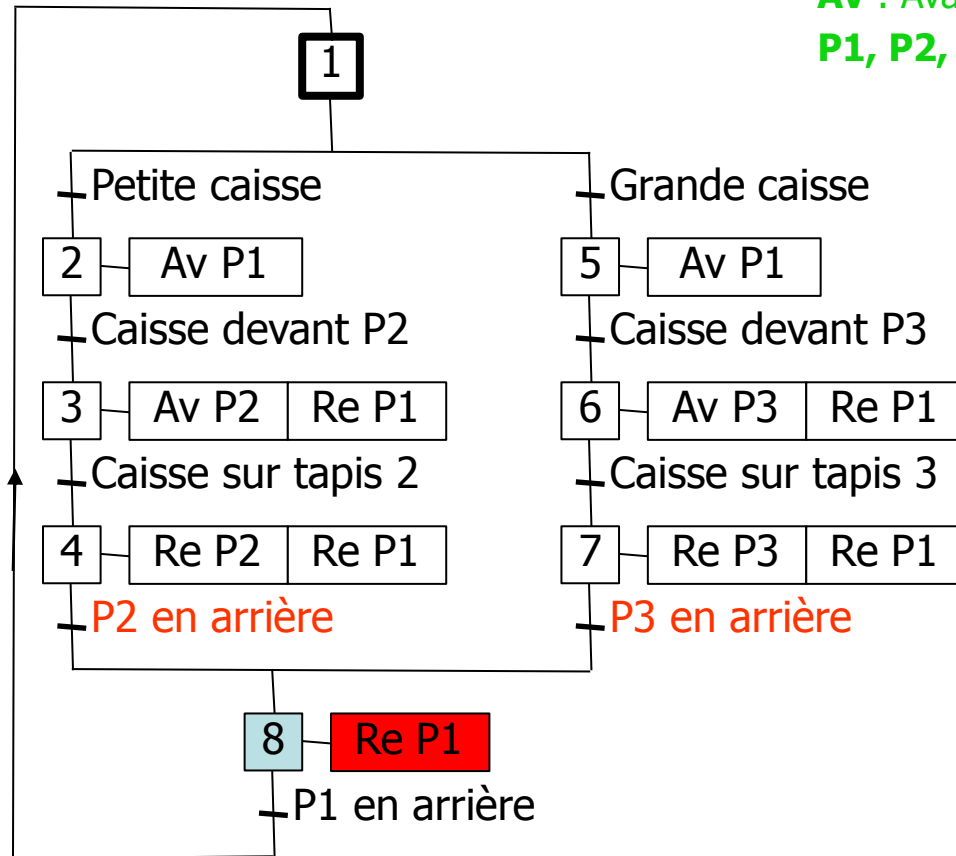 AV : Ava
P1, P2,
1
Petite caisse
Grande caisse
2 Av P1
5 Av P1
Caisse devant P2
Caisse devant P3
3 Av P2 Re P1
6 Av P3 Re P1
Caisse sur tapis 2
Caisse sur tapis 3
4 Re P2 Re P1
7 Re P3 Re P1
P2 en arrière
P3 en arrière
8 Re P1
P1 en arrière